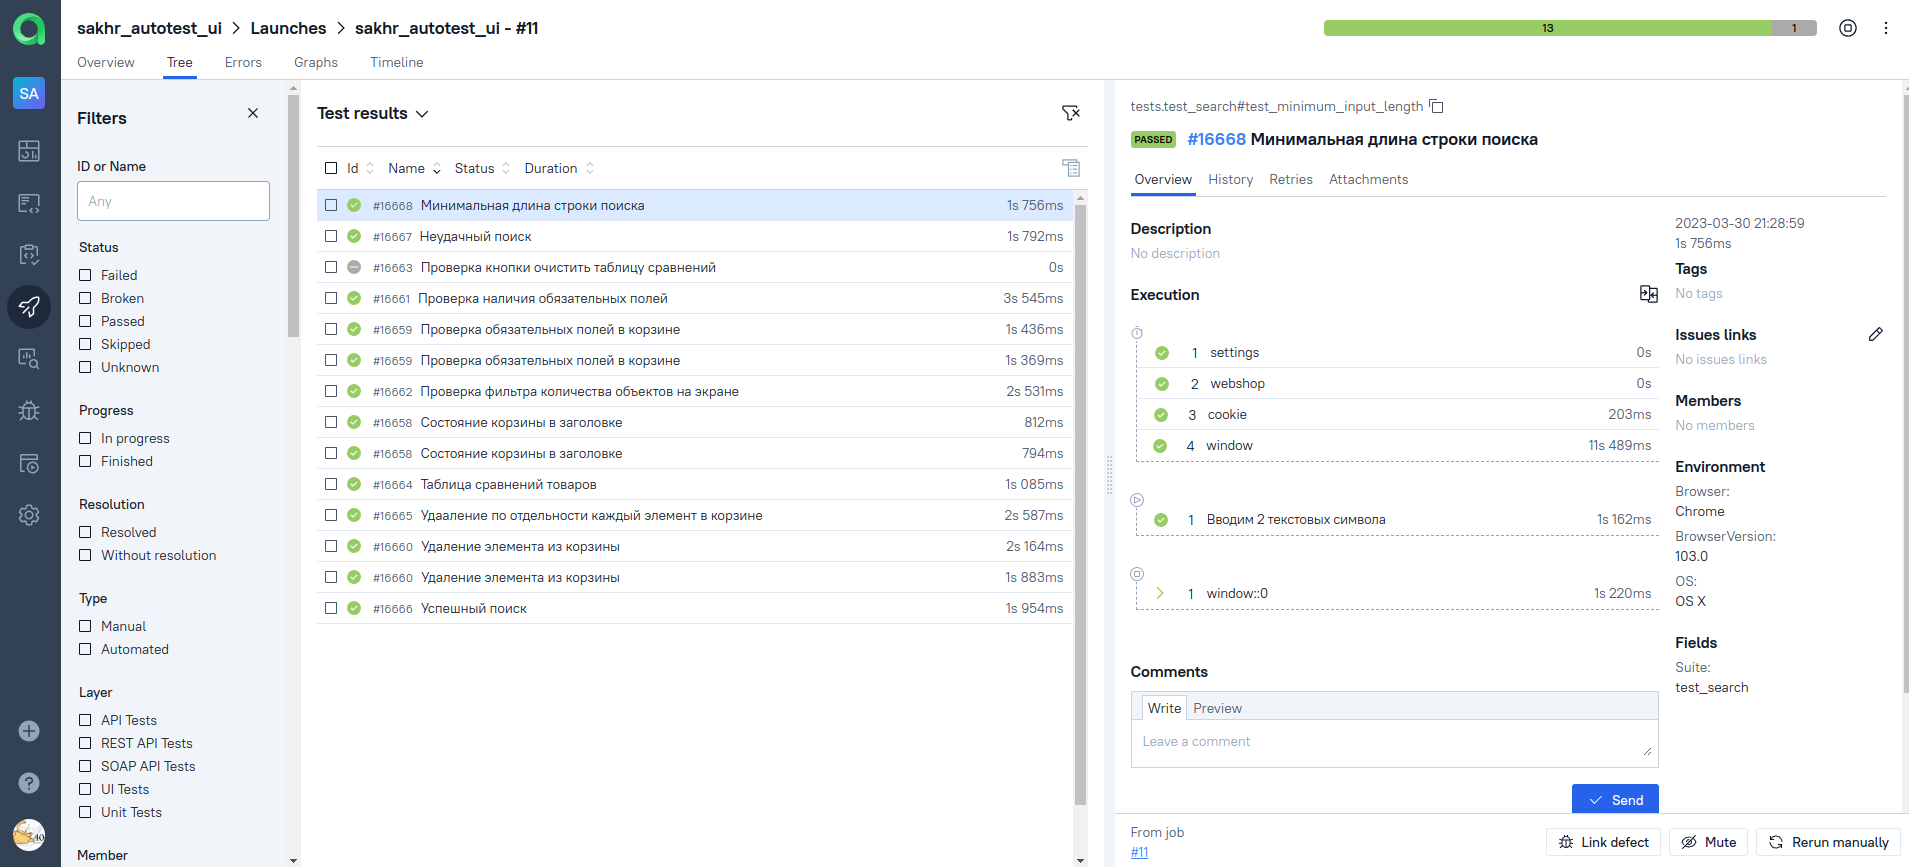 sakhr_autotest_ui > Launches > sakhr_autotest_ui - #11
13
1
Overview Tree Errors Graphs Timeline
SA
Filters
ID or Name
Any
Status
Failed
Broken
Passed
Skipped
Unknown
Progress
In progress
Finished
Resolution
Resolved
Without resolution
Type
Manual
Automated
Layer
API Tests
REST API Tests
SOAP API Tests
UI Tests
Unit Tests
Member
Test results
Id Name Status Duration
#16668 Минимальная длина строки поиска 1s 756ms
#16667 Неудачный поиск 1s 792ms
#16663 Проверка кнопки очистить таблицу сравнений 0s
#16661 Проверка наличия обязательных полей 3s 545ms
#16659 Проверка обязательных полей в корзине 1s 436ms
#16659 Проверка обязательных полей в корзине 1s 369ms
#16662 Проверка фильтра количества объектов на экране 2s 531ms
#16658 Состояние корзины в заголовке 812ms
#16658 Состояние корзины в заголовке 794ms
#16664 Таблица сравнений товаров 1s 085ms
#16665 Удааление по отдельности каждый элемент в корзине 2s 587ms
#16660 Удаление элемента из корзины 2s 164ms
#16660 Удаление элемента из корзины 1s 883ms
#16666 Успешный поиск 1s 954ms
tests.test_search#test_minimum_input_length
PASSED #16668 Минимальная длина строки поиска
Overview History Retries Attachments
Description
No description
Execution
1 settings 0s
2 webshop 0s
3 cookie 203ms
4 window 11s 489ms
1 Вводим 2 текстовых символа 1s 162ms
1 window::0 1s 220ms
Comments
Write Preview
Leave a comment
Send
2023-03-30 21:28:59
1s 756ms
Tags
No tags
Issues links
No issues links
Members
No members
Environment
Browser:
Chrome
BrowserVersion:
103.0
OS:
OS X
Fields
Suite:
test_search
From job
#11
Link defect Mute Rerun manually